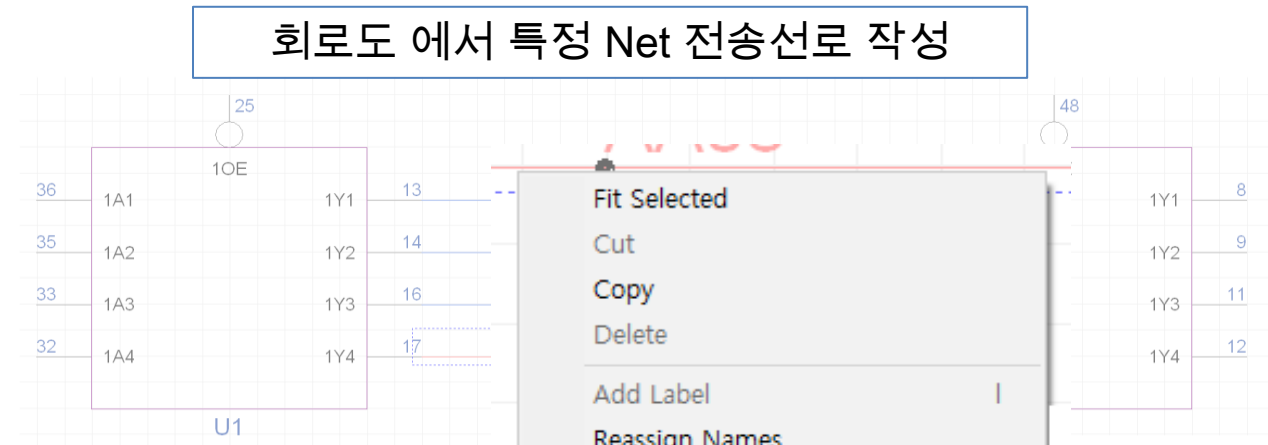 회로도 에서 특정 Net 전송선로 작성
25
48
1OE
36 1A1 1Y1 13
35 1A2 1Y2 14
33 1A3 1Y3 16
32 1A4 1Y4 17
U1
Fit Selected
Cut
Copy
Delete
Add Label I
Reassign Names
1Y1 8
1Y2 9
1Y3 11
1Y4 12